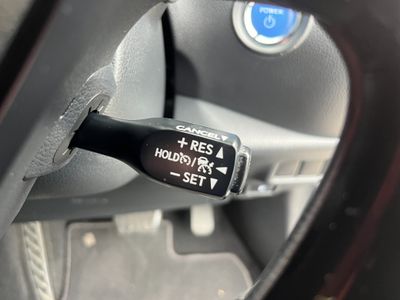 POWER
CANCEL
+ RES ▲
HOLD / ◀
− SET ▼